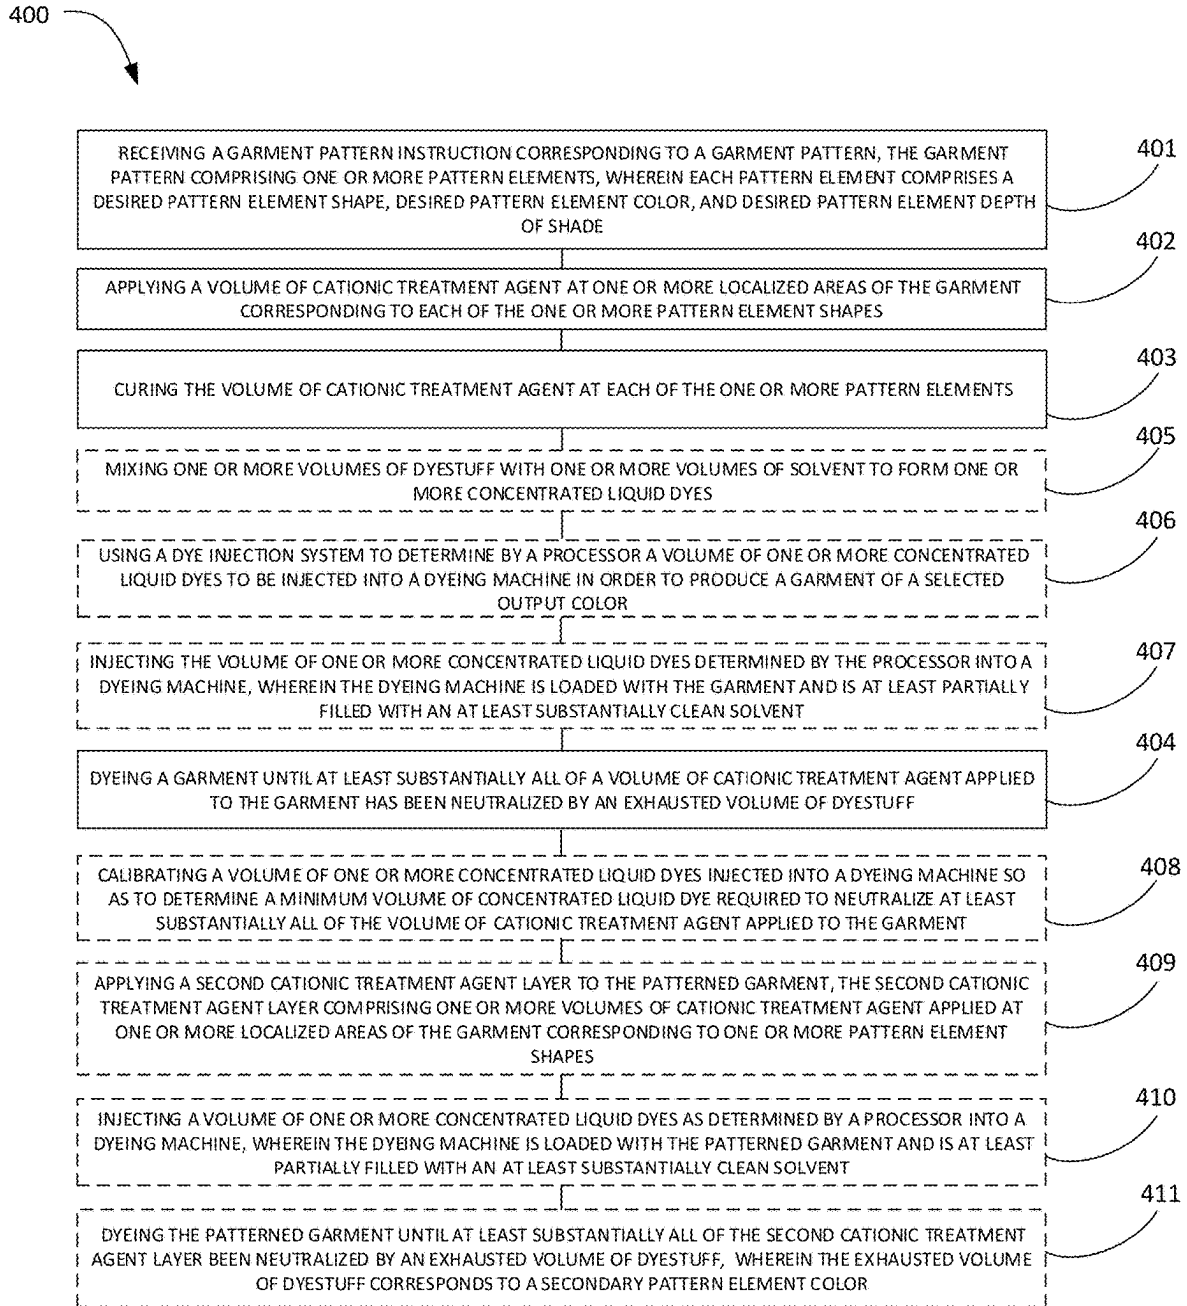 400
RECEIVING A GARMENT PATTERN INSTRUCTION CORRESPONDING TO A GARMENT PATTERN, THE GARMENT
PATTERN COMPRISING ONE OR MORE PATTERN ELEMENTS, WHEREIN EACH PATTERN ELEMENT COMPRISES A
DESIRED PATTERN ELEMENT SHAPE, DESIRED PATTERN ELEMENT COLOR, AND DESIRED PATTERN ELEMENT DEPTH
OF SHADE
401
APPLYING A VOLUME OF CATIONIC TREATMENT AGENT AT ONE OR MORE LOCALIZED AREAS OF THE GARMENT
CORRESPONDING TO EACH OF THE ONE OR MORE PATTERN ELEMENT SHAPES
402
CURING THE VOLUME OF CATIONIC TREATMENT AGENT AT EACH OF THE ONE OR MORE PATTERN ELEMENTS
403
MIXING ONE OR MORE VOLUMES OF DYESTUFF WITH ONE OR MORE VOLUMES OF SOLVENT TO FORM ONE OR
MORE CONCENTRATED LIQUID DYES
405
USING A DYE INJECTION SYSTEM TO DETERMINE BY A PROCESSOR A VOLUME OF ONE OR MORE CONCENTRATED
LIQUID DYES TO BE INJECTED INTO A DYEING MACHINE IN ORDER TO PRODUCE A GARMENT OF A SELECTED
OUTPUT COLOR
406
INJECTING THE VOLUME OF ONE OR MORE CONCENTRATED LIQUID DYES DETERMINED BY THE PROCESSOR INTO A
DYEING MACHINE, WHEREIN THE DYEING MACHINE IS LOADED WITH THE GARMENT AND IS AT LEAST PARTIALLY
FILLED WITH AN AT LEAST SUBSTANTIALLY CLEAN SOLVENT
407
DYEING A GARMENT UNTIL AT LEAST SUBSTANTIALLY ALL OF A VOLUME OF CATIONIC TREATMENT AGENT APPLIED
TO THE GARMENT HAS BEEN NEUTRALIZED BY AN EXHAUSTED VOLUME OF DYESTUFF
404
CALIBRATING A VOLUME OF ONE OR MORE CONCENTRATED LIQUID DYES INJECTED INTO A DYEING MACHINE SO
AS TO DETERMINE A MINIMUM VOLUME OF CONCENTRATED LIQUID DYE REQUIRED TO NEUTRALIZE AT LEAST
SUBSTANTIALLY ALL OF THE VOLUME OF CATIONIC TREATMENT AGENT APPLIED TO THE GARMENT
408
APPLYING A SECOND CATIONIC TREATMENT AGENT LAYER TO THE PATTERNED GARMENT, THE SECOND CATIONIC
TREATMENT AGENT LAYER COMPRISING ONE OR MORE VOLUMES OF CATIONIC TREATMENT AGENT APPLIED AT
ONE OR MORE LOCALIZED AREAS OF THE GARMENT CORRESPONDING TO ONE OR MORE PATTERN ELEMENT
SHAPES
409
INJECTING A VOLUME OF ONE OR MORE CONCENTRATED LIQUID DYES AS DETERMINED BY A PROCESSOR INTO A
DYEING MACHINE, WHEREIN THE DYEING MACHINE IS LOADED WITH THE PATTERNED GARMENT AND IS AT LEAST
PARTIALLY FILLED WITH AN AT LEAST SUBSTANTIALLY CLEAN SOLVENT
410
DYEING THE PATTERNED GARMENT UNTIL AT LEAST SUBSTANTIALLY ALL OF THE SECOND CATIONIC TREATMENT
AGENT LAYER BEEN NEUTRALIZED BY AN EXHAUSTED VOLUME OF DYESTUFF, WHEREIN THE EXHAUSTED VOLUME
OF DYESTUFF CORRESPONDS TO A SECONDARY PATTERN ELEMENT COLOR
411